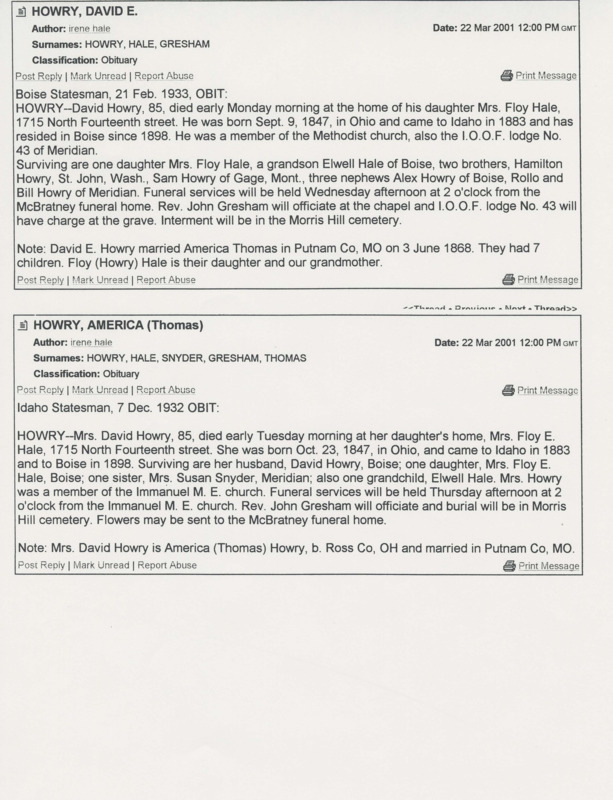 HOWRY, DAVID E.
Author: irene hale Date: 22 Mar 2001 12:00 PM GMT
Surnames: HOWRY, HALE, GRESHAM
Classification: Obituary
Post Reply | Mark Unread | Report Abuse Print Message
Boise Statesman, 21 Feb. 1933, OBIT:
HOWRY--David Howry, 85, died early Monday morning at the home of his daughter Mrs. Floy Hale,
1715 North Fourteenth street. He was born Sept. 9, 1847, in Ohio and came to Idaho in 1883 and has
resided in Boise since 1898. He was a member of the Methodist church, also the I.O.O.F. lodge No.
43 of Meridian.
Surviving are one daughter Mrs. Floy Hale, a grandson Elwell Hale of Boise, two brothers, Hamilton
Howry, St. John, Wash., Sam Howry of Gage, Mont., three nephews Alex Howry of Boise, Rollo and
Bill Howry of Meridian. Funeral services will be held Wednesday afternoon at 2 o'clock from the
McBratney funeral home. Rev. John Gresham will officiate at the chapel and I.O.O.F. lodge No. 43 will
have charge at the grave. Interment will be in the Morris Hill cemetery.
Note: David E. Howry married America Thomas in Putnam Co, MO on 3 June 1868. They had 7
children. Floy (Howry) Hale is their daughter and our grandmother.
Post Reply | Mark Unread | Report Abuse Print Message
<<Thread - Previous - Next - Thread>>
HOWRY, AMERICA (Thomas)
Author: irene hale Date: 22 Mar 2001 12:00 PM GMT
Surnames: HOWRY, HALE, SNYDER, GRESHAM, THOMAS
Classification: Obituary
Post Reply | Mark Unread | Report Abuse Print Message
Idaho Statesman, 7 Dec. 1932 OBIT:
HOWRY--Mrs. David Howry, 85, died early Tuesday morning at her daughter's home, Mrs. Floy E.
Hale, 1715 North Fourteenth street. She was born Oct. 23, 1847, in Ohio, and came to Idaho in 1883
and to Boise in 1898. Surviving are her husband, David Howry, Boise; one daughter, Mrs. Floy E.
Hale, Boise; one sister, Mrs. Susan Snyder, Meridian; also one grandchild, Elwell Hale. Mrs. Howry
was a member of the Immanuel M. E. church. Funeral services will be held Thursday afternoon at 2
o'clock from the Immanuel M. E. church. Rev. John Gresham will officiate and burial will be in Morris
Hill cemetery. Flowers may be sent to the McBratney funeral home.
Note: Mrs. David Howry is America (Thomas) Howry, b. Ross Co, OH and married in Putnam Co, MO.
Post Reply | Mark Unread | Report Abuse Print Message